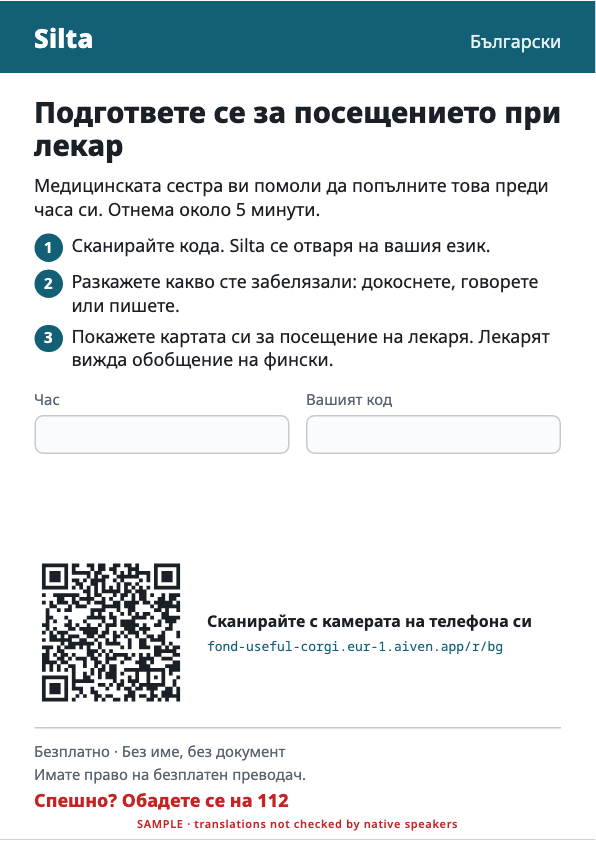 Silta
Български
Подгответе се за посещението при
лекар
Медицинската сестра ви помоли да попълните това преди
часа си. Отнема около 5 минути.
1 Сканирайте кода. Silta се отваря на вашия език.
2 Разкажете какво сте забелязали: докоснете, говорете
или пишете.
3 Покажете картата си за посещение на лекаря. Лекарят
вижда обобщение на фински.
Час
Вашият код
Сканирайте с камерата на телефона си
fond-useful-corgi.eur-1.aiven.app/r/bg
Безплатно · Без име, без документ
Имате право на безплатен преводач.
Спешно? Обадете се на 112
SAMPLE · translations not checked by native speakers